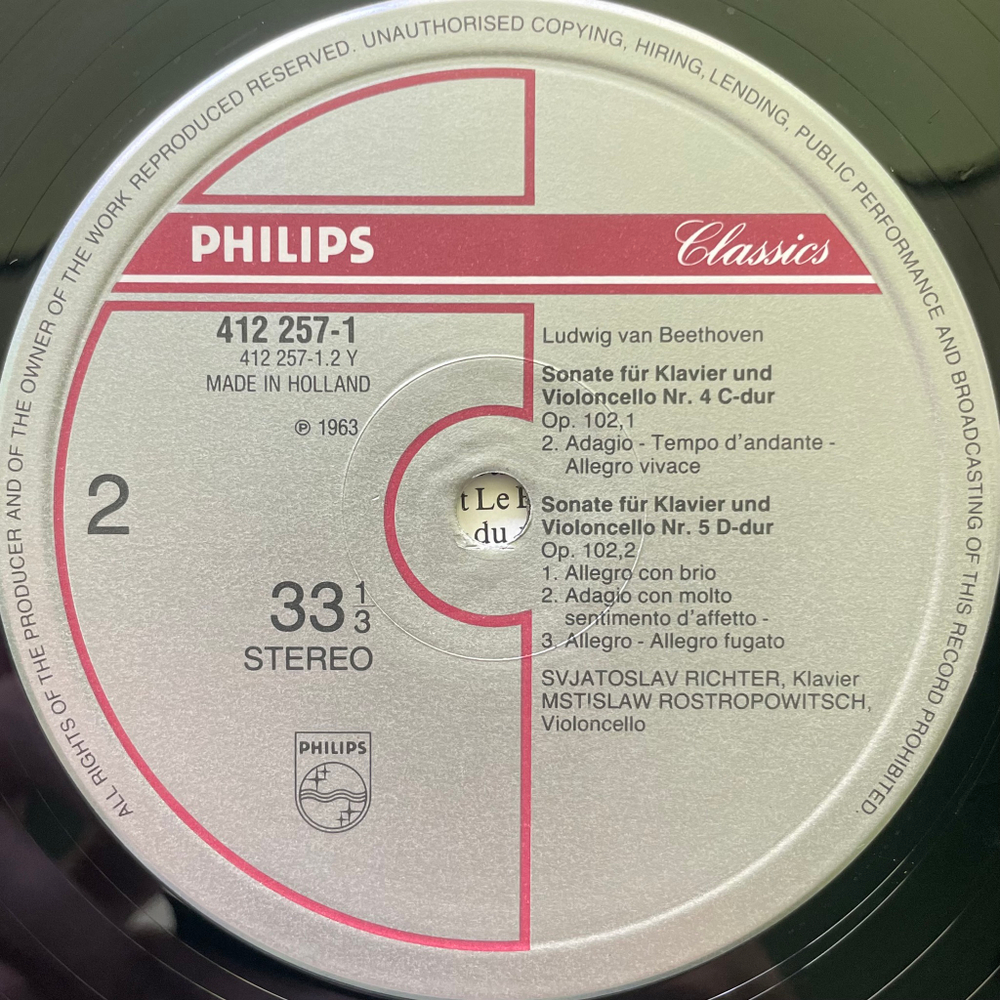 ALL RIGHTS OF THE PRODUCER AND OF THE OWNER OF THE WORK REPRODUCED RESERVED. UNAUTHORISED COPYING, HIRING, LENDING, PUBLIC PERFORMANCE AND BROADCASTING OF THIS RECORD PROHIBITED.
PHILIPS Classics
412 257-1
412 257-1.2 Y
MADE IN HOLLAND
℗ 1963
2
33 1/3
STEREO
PHILIPS
Ludwig van Beethoven
Sonate für Klavier und
Violoncello Nr. 4 C-dur
Op. 102,1
2. Adagio - Tempo d'andante -
Allegro vivace
Sonate für Klavier und
Violoncello Nr. 5 D-dur
Op. 102,2
1. Allegro con brio
2. Adagio con molto
sentimento d'affetto -
3. Allegro - Allegro fugato
SVJATOSLAV RICHTER, Klavier
MSTISLAW ROSTROPOWITSCH,
Violoncello
t Le
du